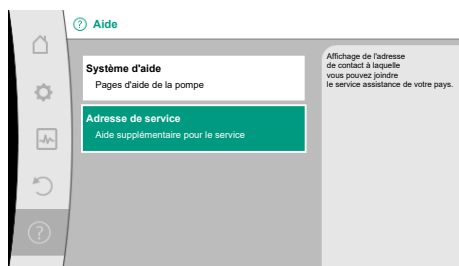 Aide
Système d'aide
Pages d'aide de la pompe
Adresse de service
Aide supplémentaire pour le service
Affichage de l'adresse
de contact à laquelle
vous pouvez joindre
le service assistance de votre pays.